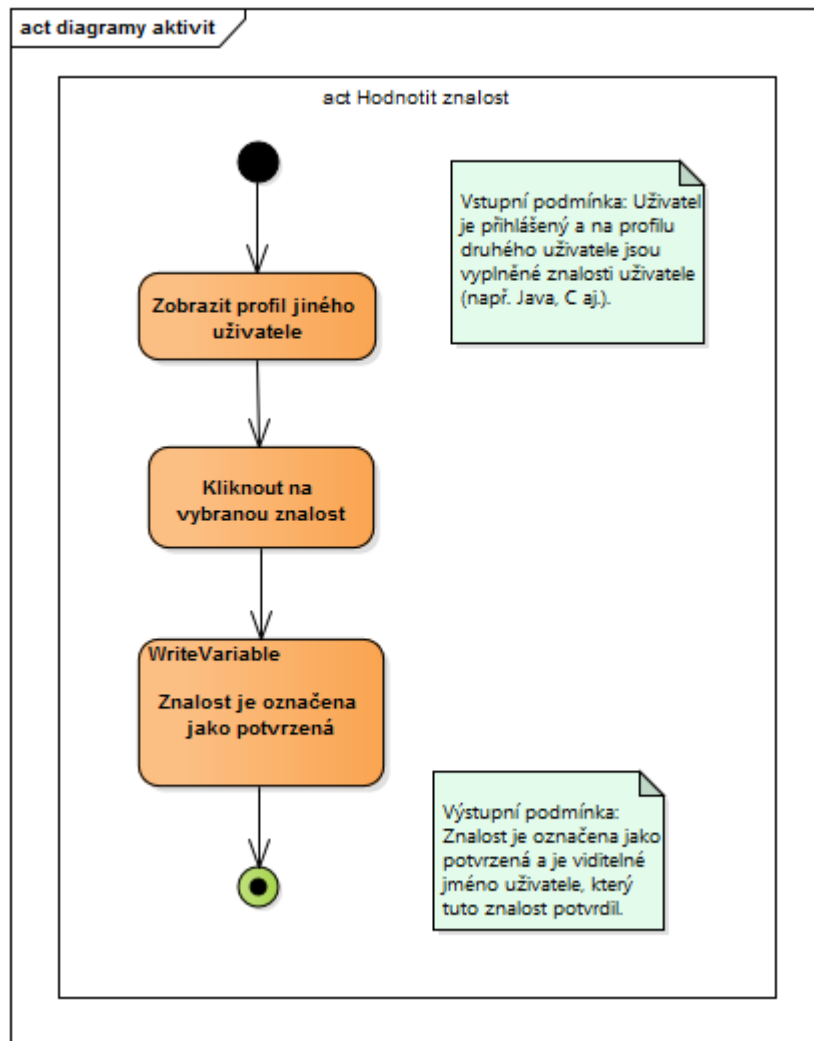 act diagramy aktivit
act Hodnotit znalost
Vstupní podmínka: Uživatel
je přihlášený a na profilu
druhého uživatele jsou
vyplněné znalosti uživatele
(např. Java, C aj.).
Zobrazit profil jiného
uživatele
Kliknout na
vybranou znalost
WriteVariable
Znalost je označena
jako potvrzená
Výstupní podmínka:
Znalost je označena jako
potvrzená a je viditelné
jméno uživatele, který
tuto znalost potvrdil.